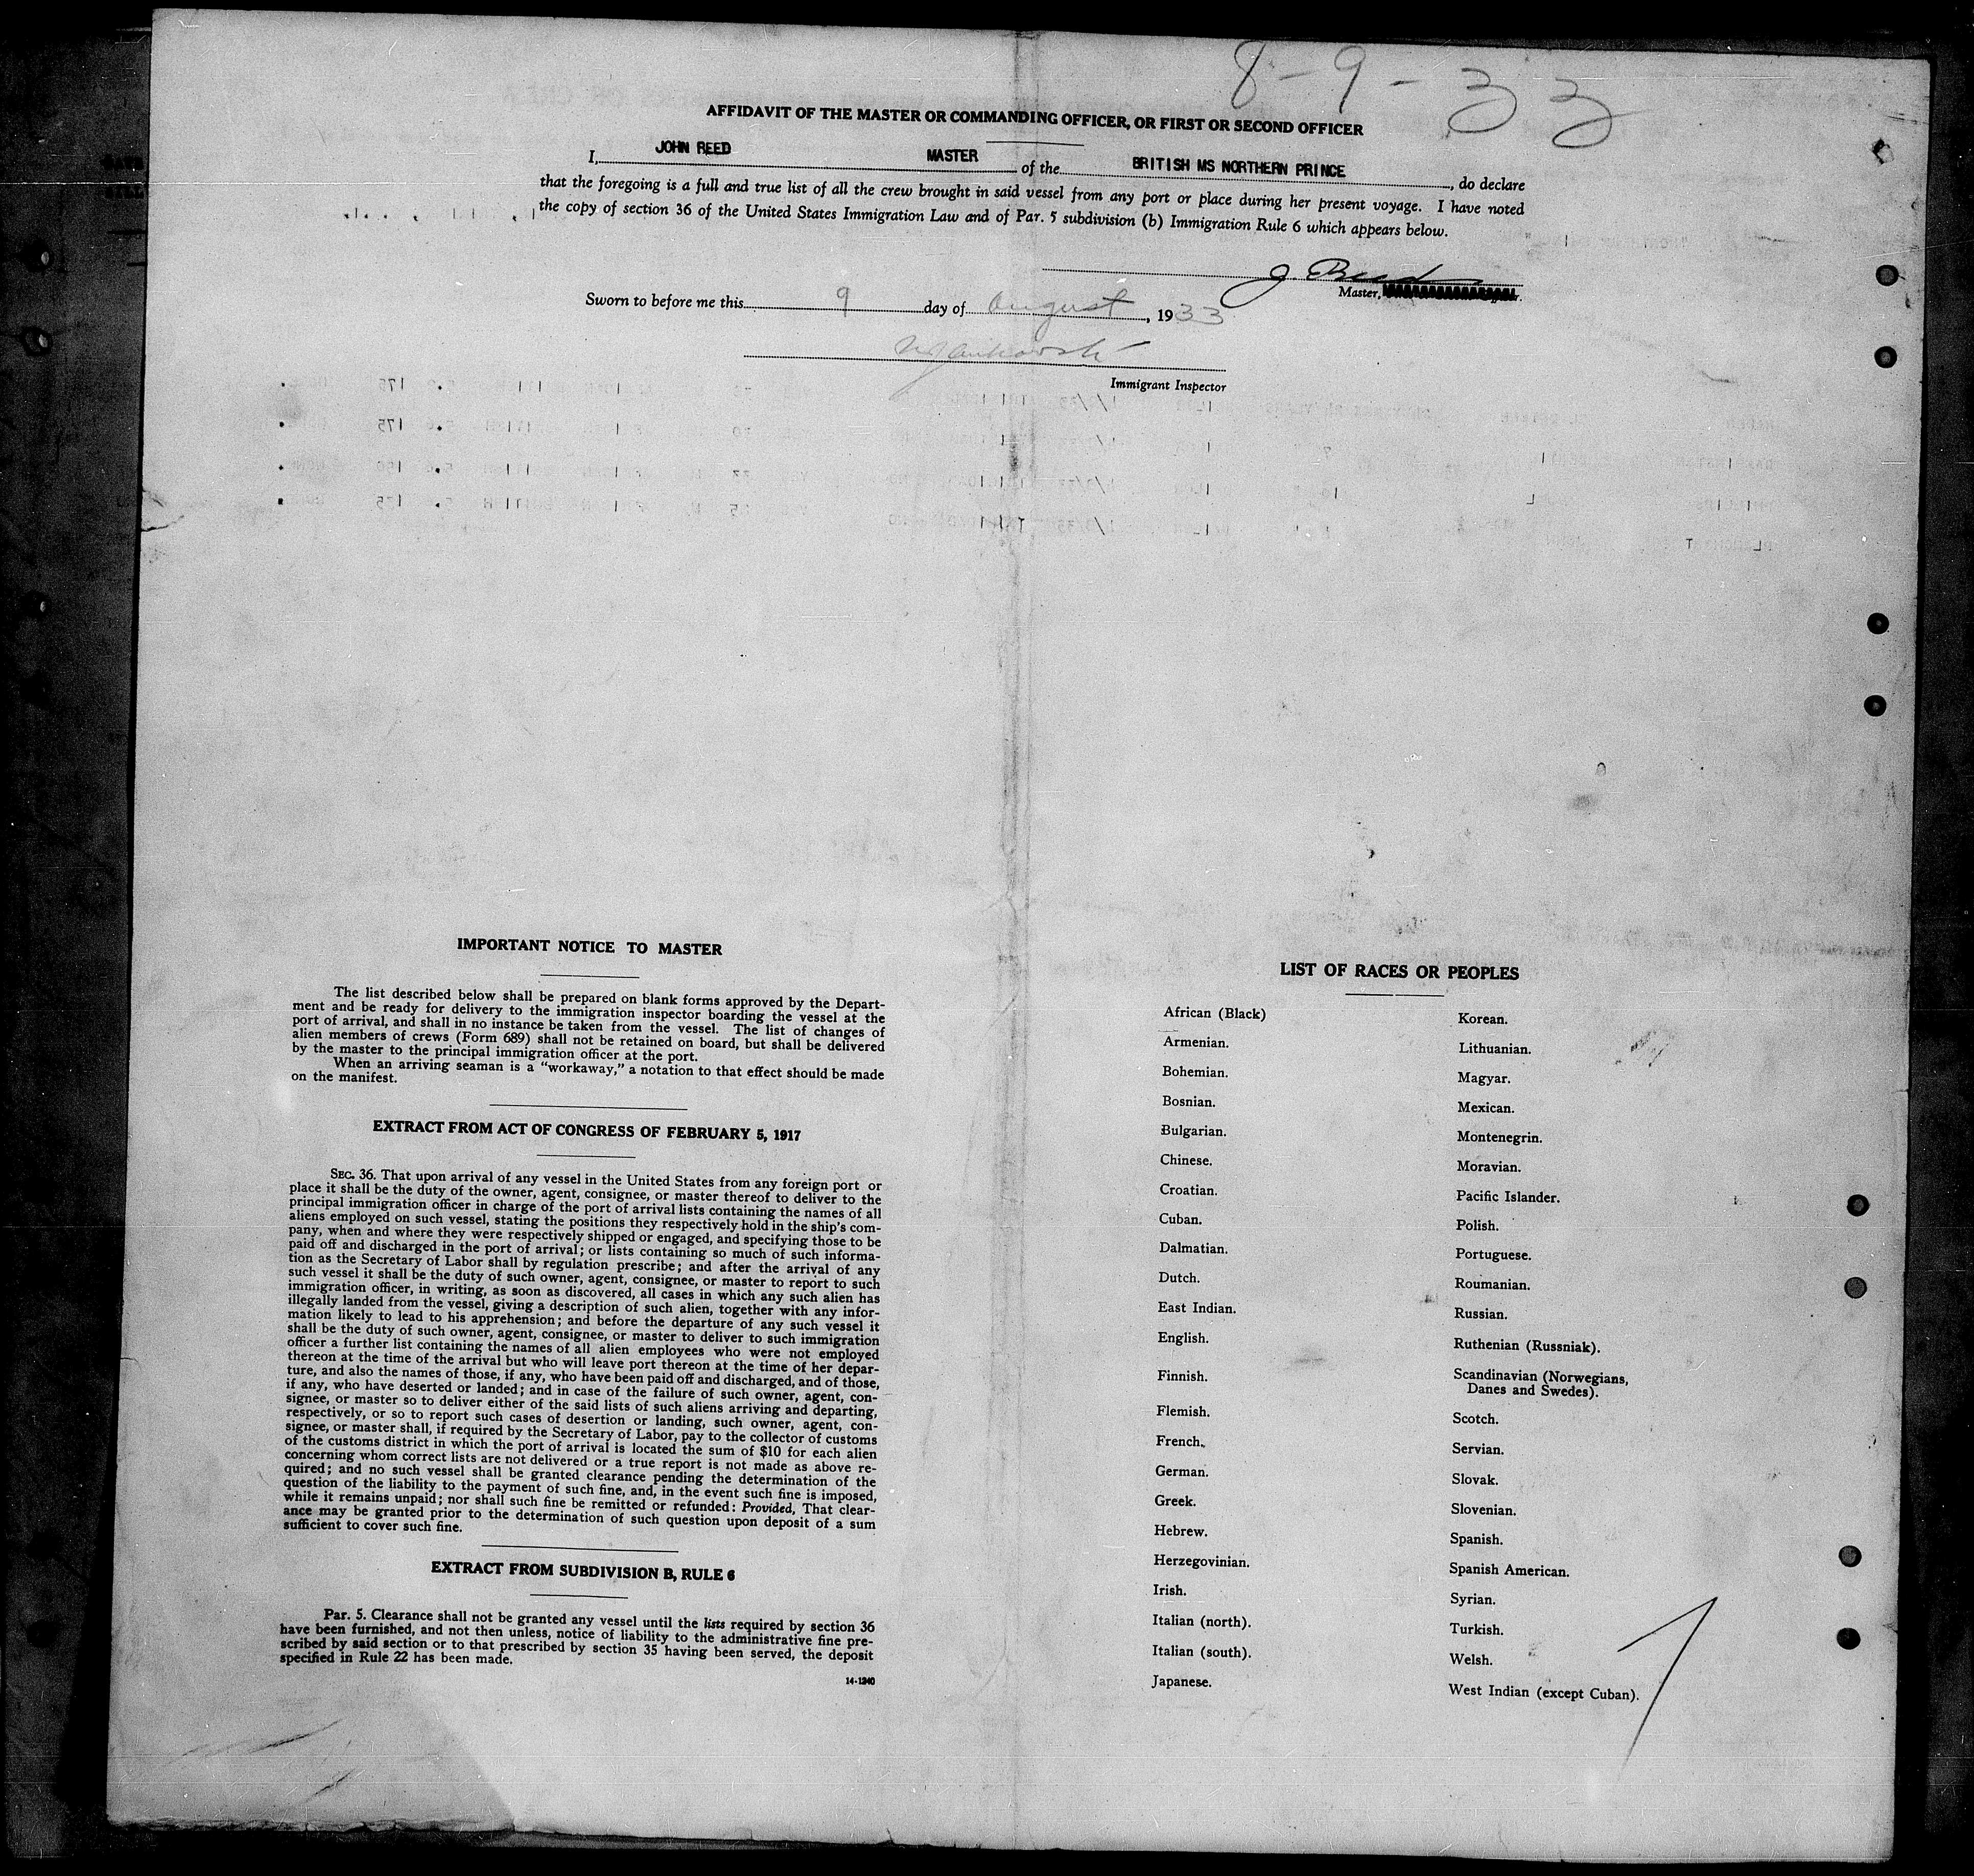 8-9-33
AFFIDAVIT OF THE MASTER OR COMMANDING OFFICER, OR FIRST OR SECOND OFFICER
I, JOHN REED MASTER of the BRITISH MS NORTHERN PRINCE, do declare
that the foregoing is a full and true list of all the crew brought in said vessel from any port or place during her present voyage. I have noted
the copy of section 36 of the United States Immigration Law and of Par. 5 subdivision (b) Immigration Rule 6 which appears below.
J Reed
Master,
Sworn to before me this 9 day of August, 1933
Immigrant Inspector
IMPORTANT NOTICE TO MASTER
The list described below shall be prepared on blank forms approved by the Depart-
ment and be ready for delivery to the immigration inspector boarding the vessel at the
port of arrival, and shall in no instance be taken from the vessel. The list of changes of
alien members of crews (Form 689) shall not be retained on board, but shall be delivered
by the master to the principal immigration officer at the port.
When an arriving seaman is a "workaway," a notation to that effect should be made
on the manifest.
EXTRACT FROM ACT OF CONGRESS OF FEBRUARY 5, 1917
SEC. 36. That upon arrival of any vessel in the United States from any foreign port or
place it shall be the duty of the owner, agent, consignee, or master thereof to deliver to the
principal immigration officer in charge of the port of arrival lists containing the names of all
aliens employed on such vessel, stating the positions they respectively hold in the ship's com-
pany, when and where they were respectively shipped or engaged, and specifying those to be
paid off and discharged in the port of arrival; or lists containing so much of such informa-
tion as the Secretary of Labor shall by regulation prescribe; and after the arrival of any
such vessel it shall be the duty of such owner, agent, consignee, or master to report to such
immigration officer, in writing, as soon as discovered, all cases in which any such alien has
illegally landed from the vessel, giving a description of such alien, together with any infor-
mation likely to lead to his apprehension; and before the departure of any such vessel it
shall be the duty of such owner, agent, consignee, or master to deliver to such immigration
officer a further list containing the names of all alien employees who were not employed
thereon at the time of the arrival but who will leave port thereon at the time of her depar-
ture, and also the names of those, if any, who have been paid off and discharged, and of those,
if any, who have deserted or landed; and in case of the failure of such owner, agent, con-
signee, or master so to deliver either of the said lists of such aliens arriving and departing,
respectively, or so to report such cases of desertion or landing, such owner, agent, con-
signee, or master shall, if required by the Secretary of Labor, pay to the collector of customs
of the customs district in which the port of arrival is located the sum of $10 for each alien
concerning whom correct lists are not delivered or a true report is not made as above re-
quired; and no such vessel shall be granted clearance pending the determination of the
question of the liability to the payment of such fine, and, in the event such fine is imposed,
while it remains unpaid; nor shall such fine be remitted or refunded: Provided, That clear-
ance may be granted prior to the determination of such question upon deposit of a sum
sufficient to cover such fine.
EXTRACT FROM SUBDIVISION B, RULE 6
Par. 5. Clearance shall not be granted any vessel until the lists required by section 36
have been furnished, and not then unless, notice of liability to the administrative fine pre-
scribed by said section or to that prescribed by section 35 having been served, the deposit
specified in Rule 22 has been made.
14-1240
LIST OF RACES OR PEOPLES
African (Black)
Armenian.
Bohemian.
Bosnian.
Bulgarian.
Chinese.
Croatian.
Cuban.
Dalmatian.
Dutch.
East Indian.
English.
Finnish.
Flemish.
French.
German.
Greek.
Hebrew.
Herzegovinian.
Irish.
Italian (north).
Italian (south).
Japanese.
Korean.
Lithuanian.
Magyar.
Mexican.
Montenegrin.
Moravian.
Pacific Islander.
Polish.
Portuguese.
Roumanian.
Russian.
Ruthenian (Russniak).
Scandinavian (Norwegians,
Danes and Swedes).
Scotch.
Servian.
Slovak.
Slovenian.
Spanish.
Spanish American.
Syrian.
Turkish.
Welsh.
West Indian (except Cuban).